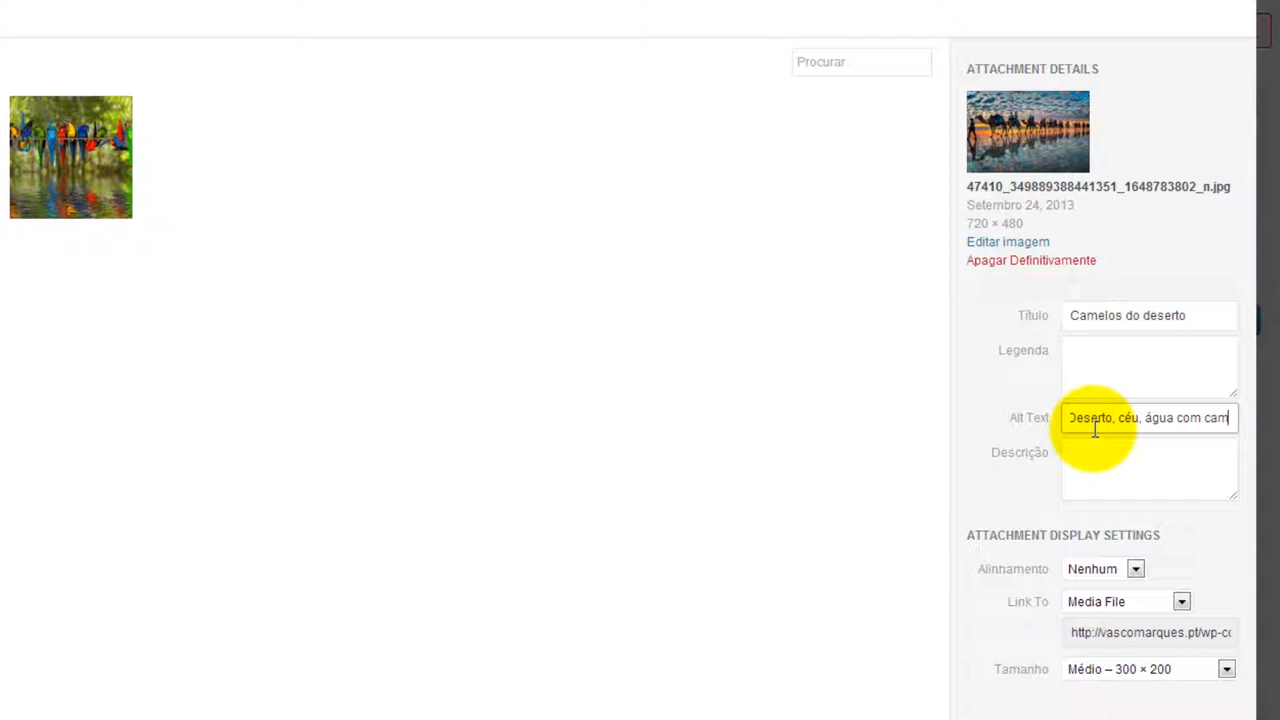 Procurar
ATTACHMENT DETAILS
47410_349889388441351_1648783802_n.jpg
Setembro 24, 2013
720 × 480
Editar imagem
Apagar Definitivamente
Título Camelos do deserto
Legenda
Alt Text Deserto, céu, água com cam
Descrição
ATTACHMENT DISPLAY SETTINGS
Alinhamento Nenhum
Link To Media File
http://vascomarques.pt/wp-co
Tamanho Médio – 300 × 200